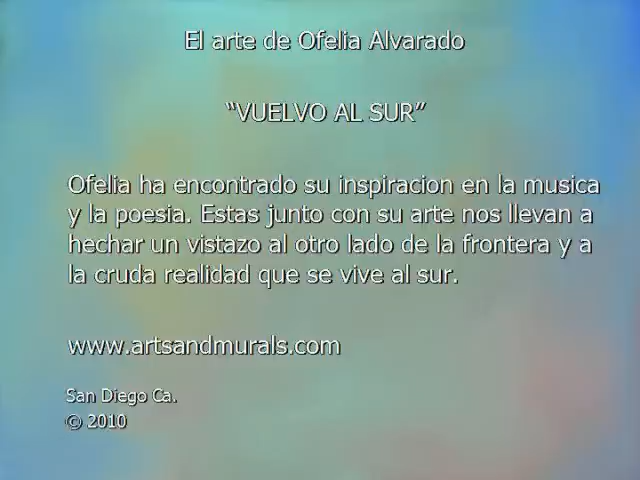 El arte de Ofelia Alvarado
“VUELVO AL SUR”
Ofelia ha encontrado su inspiracion en la musica
y la poesia. Estas junto con su arte nos llevan a
hechar un vistazo al otro lado de la frontera y a
la cruda realidad que se vive al sur.
www.artsandmurals.com
San Diego Ca.
© 2010